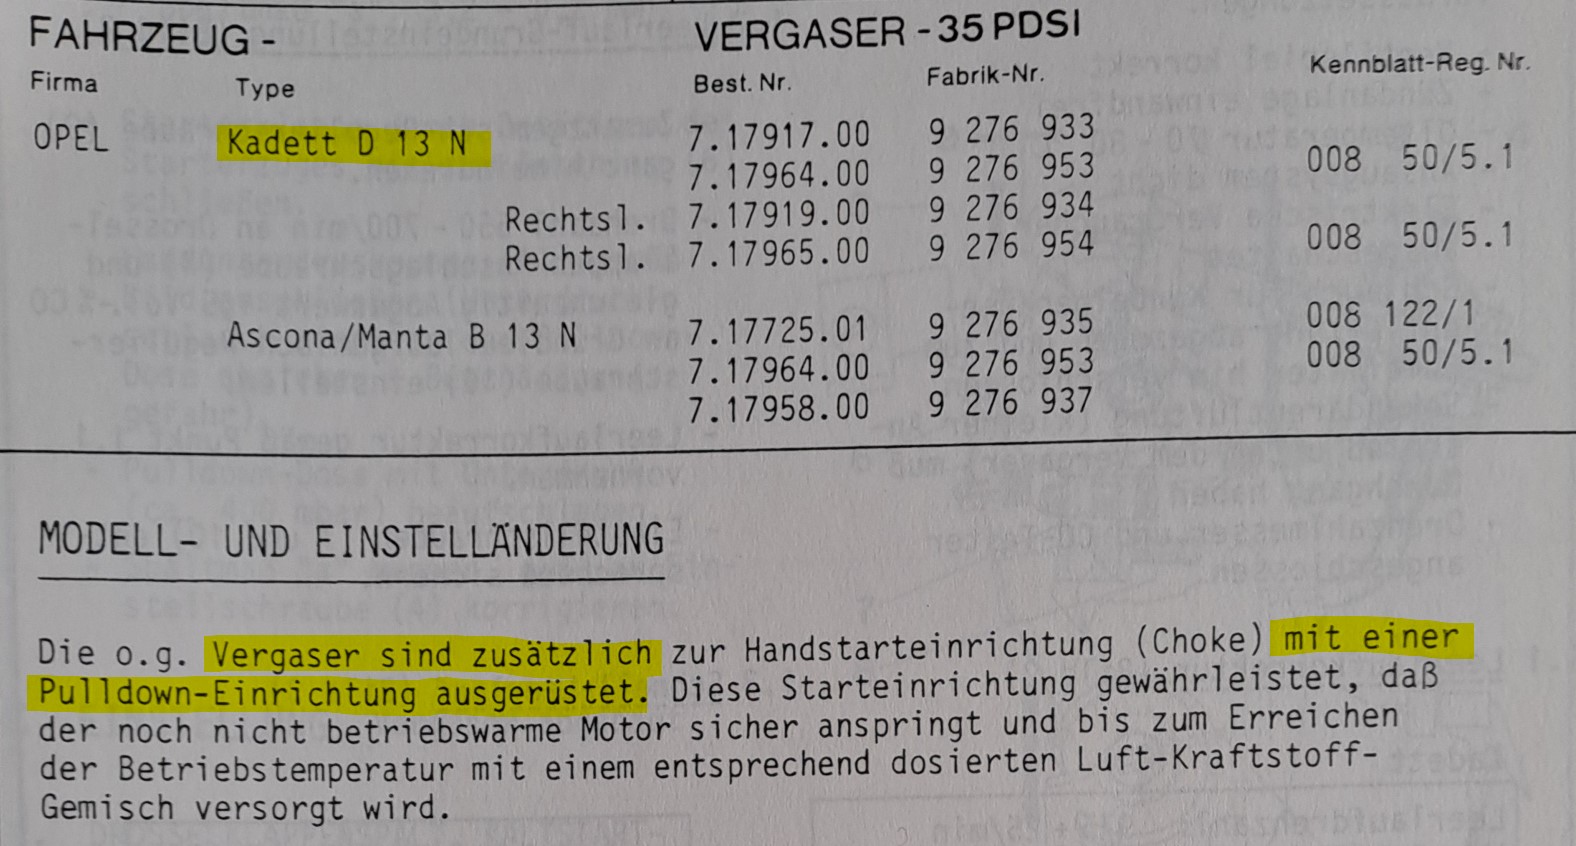 FAHRZEUG - VERGASER - 35 PDSI
Firma Type Best. Nr. Fabrik-Nr. Kennblatt-Reg. Nr.
OPEL Kadett D 13 N 7.17917.00 9 276 933
7.17964.00 9 276 953 008 50/5.1
Rechtsl. 7.17919.00 9 276 934
Rechtsl. 7.17965.00 9 276 954 008 50/5.1
Ascona/Manta B 13 N 7.17725.01 9 276 935 008 122/1
7.17964.00 9 276 953 008 50/5.1
7.17958.00 9 276 937
MODELL- UND EINSTELLÄNDERUNG
Die o.g. Vergaser sind zusätzlich zur Handstarteinrichtung (Choke) mit einer
Pulldown-Einrichtung ausgerüstet. Diese Starteinrichtung gewährleistet, daß
der noch nicht betriebswarme Motor sicher anspringt und bis zum Erreichen
der Betriebstemperatur mit einem entsprechend dosierten Luft-Kraftstoff-
Gemisch versorgt wird.